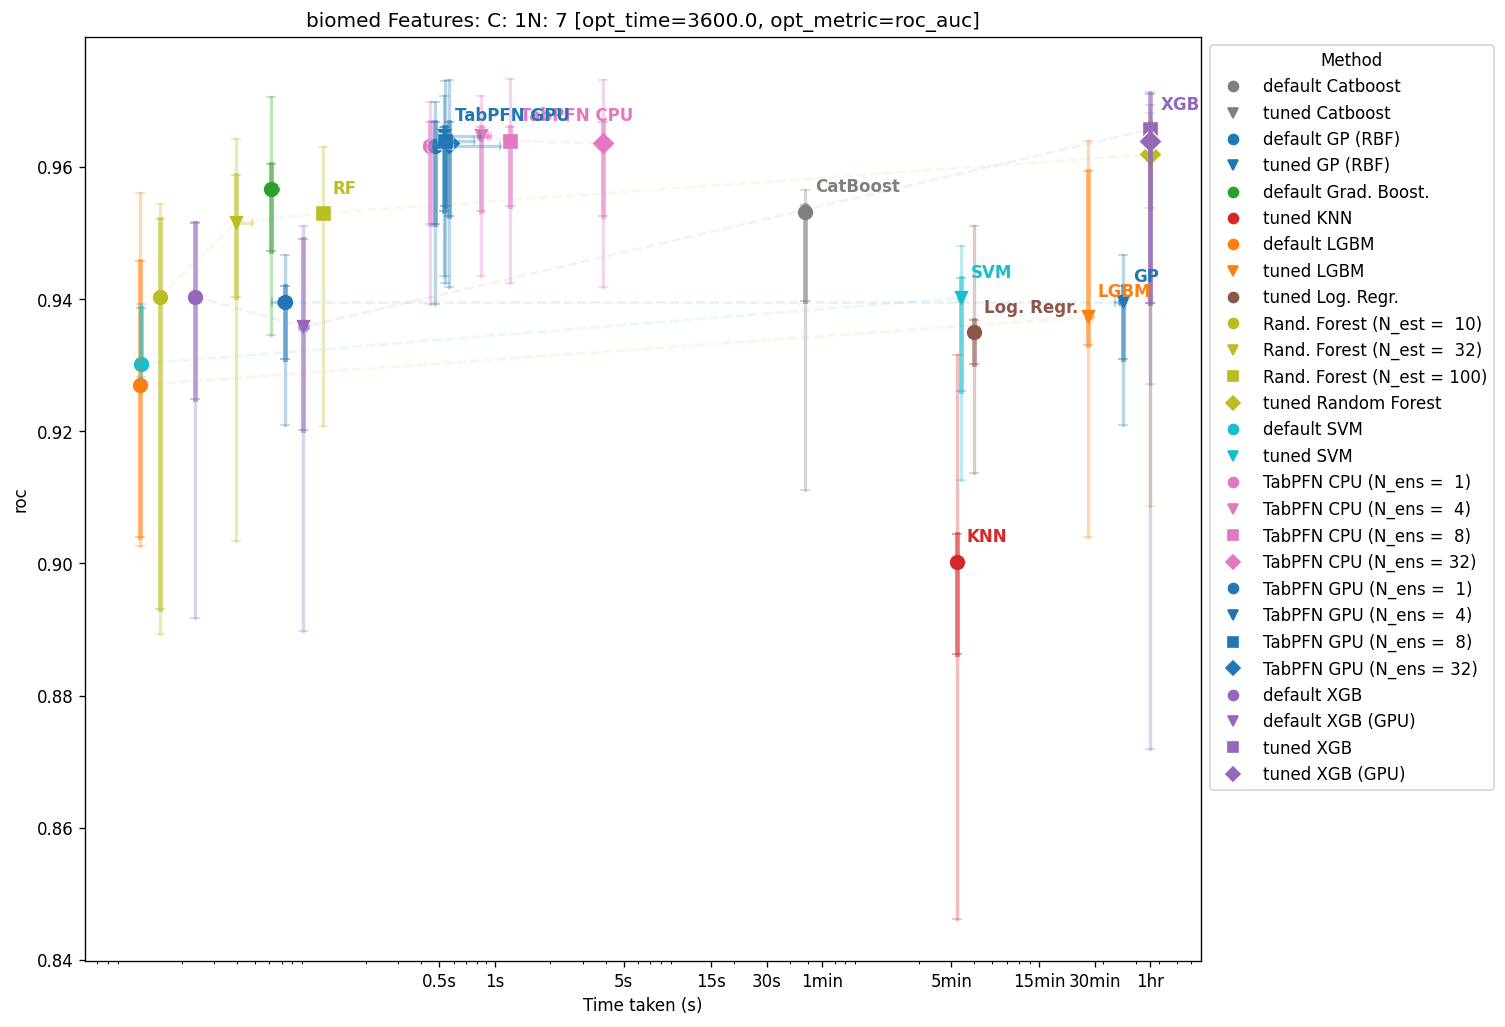 biomed Features: C: 1N: 7 [opt_time=3600.0, opt_metric=roc_auc]
roc
0.96
0.94
0.92
0.90
0.88
0.86
0.84
RF
TabPFN GPU
TabPFN CPU
CatBoost
XGB
SVM
Log. Regr.
LGBM
GP
KNN
0.5s
1s
5s
15s
30s
1min
5min
15min
30min
1hr
Time taken (s)
Method
default Catboost
tuned Catboost
default GP (RBF)
tuned GP (RBF)
default Grad. Boost.
tuned KNN
default LGBM
tuned LGBM
tuned Log. Regr.
Rand. Forest (N_est =  10)
Rand. Forest (N_est =  32)
Rand. Forest (N_est = 100)
tuned Random Forest
default SVM
tuned SVM
TabPFN CPU (N_ens =  1)
TabPFN CPU (N_ens =  4)
TabPFN CPU (N_ens =  8)
TabPFN CPU (N_ens = 32)
TabPFN GPU (N_ens =  1)
TabPFN GPU (N_ens =  4)
TabPFN GPU (N_ens =  8)
TabPFN GPU (N_ens = 32)
default XGB
default XGB (GPU)
tuned XGB
tuned XGB (GPU)